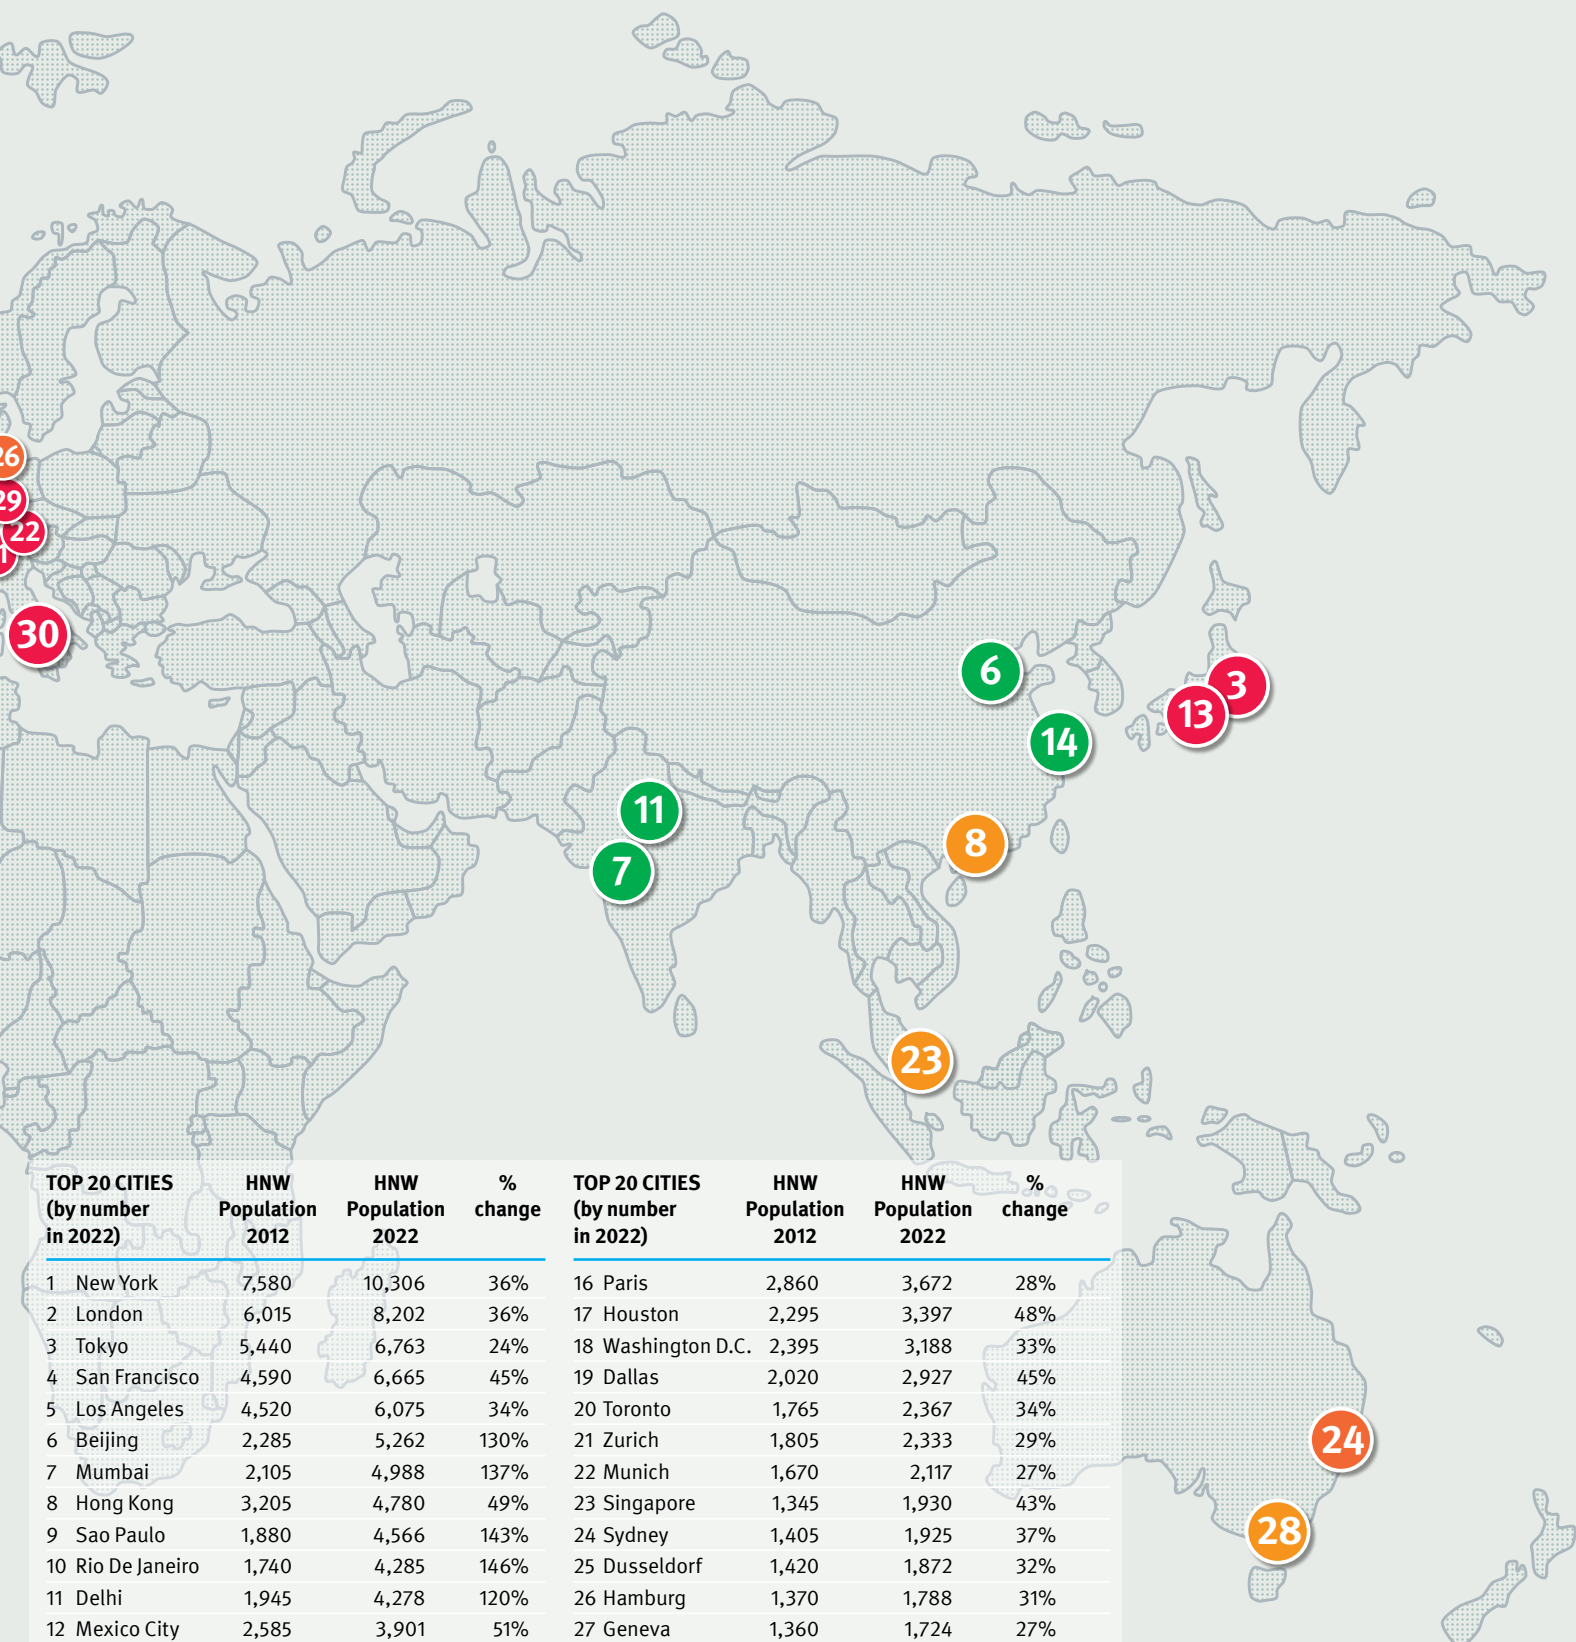 26
29
22
1
30
6
3
13
14
11
8
7
23
24
28
TOP 20 CITIES (by number in 2022) HNW Population 2012 HNW Population 2022 % change
1 New York 7,580 10,306 36%
2 London 6,015 8,202 36%
3 Tokyo 5,440 6,763 24%
4 San Francisco 4,590 6,665 45%
5 Los Angeles 4,520 6,075 34%
6 Beijing 2,285 5,262 130%
7 Mumbai 2,105 4,988 137%
8 Hong Kong 3,205 4,780 49%
9 Sao Paulo 1,880 4,566 143%
10 Rio De Janeiro 1,740 4,285 146%
11 Delhi 1,945 4,278 120%
12 Mexico City 2,585 3,901 51%
TOP 20 CITIES (by number in 2022) HNW Population 2012 HNW Population 2022 % change
16 Paris 2,860 3,672 28%
17 Houston 2,295 3,397 48%
18 Washington D.C. 2,395 3,188 33%
19 Dallas 2,020 2,927 45%
20 Toronto 1,765 2,367 34%
21 Zurich 1,805 2,333 29%
22 Munich 1,670 2,117 27%
23 Singapore 1,345 1,930 43%
24 Sydney 1,405 1,925 37%
25 Dusseldorf 1,420 1,872 32%
26 Hamburg 1,370 1,788 31%
27 Geneva 1,360 1,724 27%